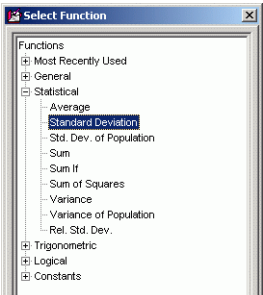 Select Function
Functions
Most Recently Used
General
Statistical
Average
Standard Deviation
Std. Dev. of Population
Sum
Sum If
Sum of Squares
Variance
Variance of Population
Rel. Std. Dev.
Trigonometric
Logical
Constants